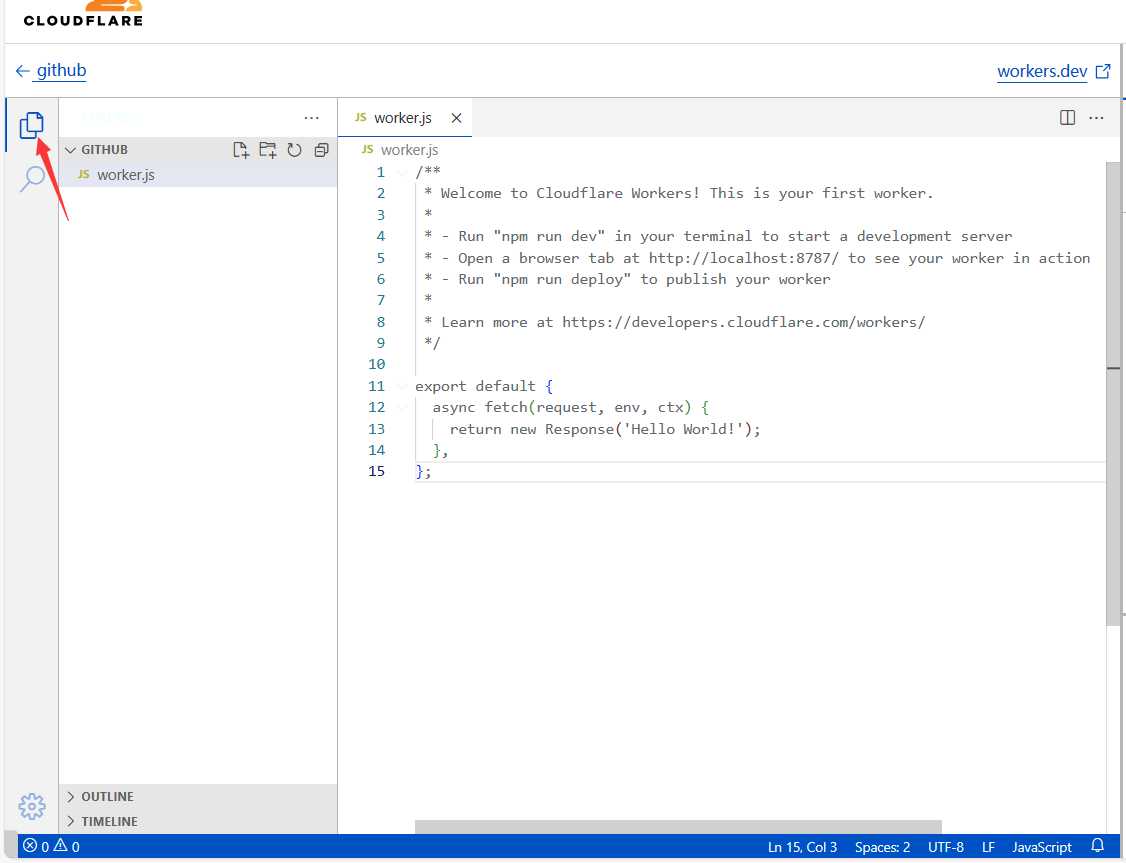 CLOUDFLARE
github
workers.dev
···
JS worker.js
···
GITHUB
JS worker.js
JS worker.js
1 /**
2 * Welcome to Cloudflare Workers! This is your first worker.
3 *
4 * - Run "npm run dev" in your terminal to start a development server
5 * - Open a browser tab at http://localhost:8787/ to see your worker in action
6 * - Run "npm run deploy" to publish your worker
7 *
8 * Learn more at https://developers.cloudflare.com/workers/
9 */
10
11 export default {
12 async fetch(request, env, ctx) {
13 return new Response('Hello World!');
14 },
15 };
OUTLINE
TIMELINE
0 0
Ln 15, Col 3 Spaces: 2 UTF-8 LF JavaScript